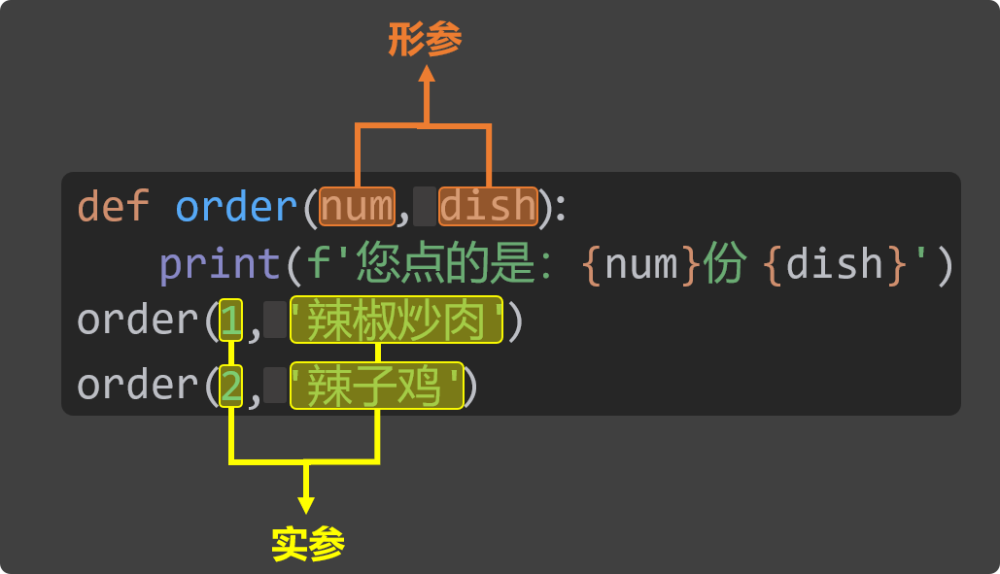 形参
def order(num, dish):
print(f'您点的是：{num}份 {dish}')
order(1, '辣椒炒肉')
order(2, '辣子鸡')
实参